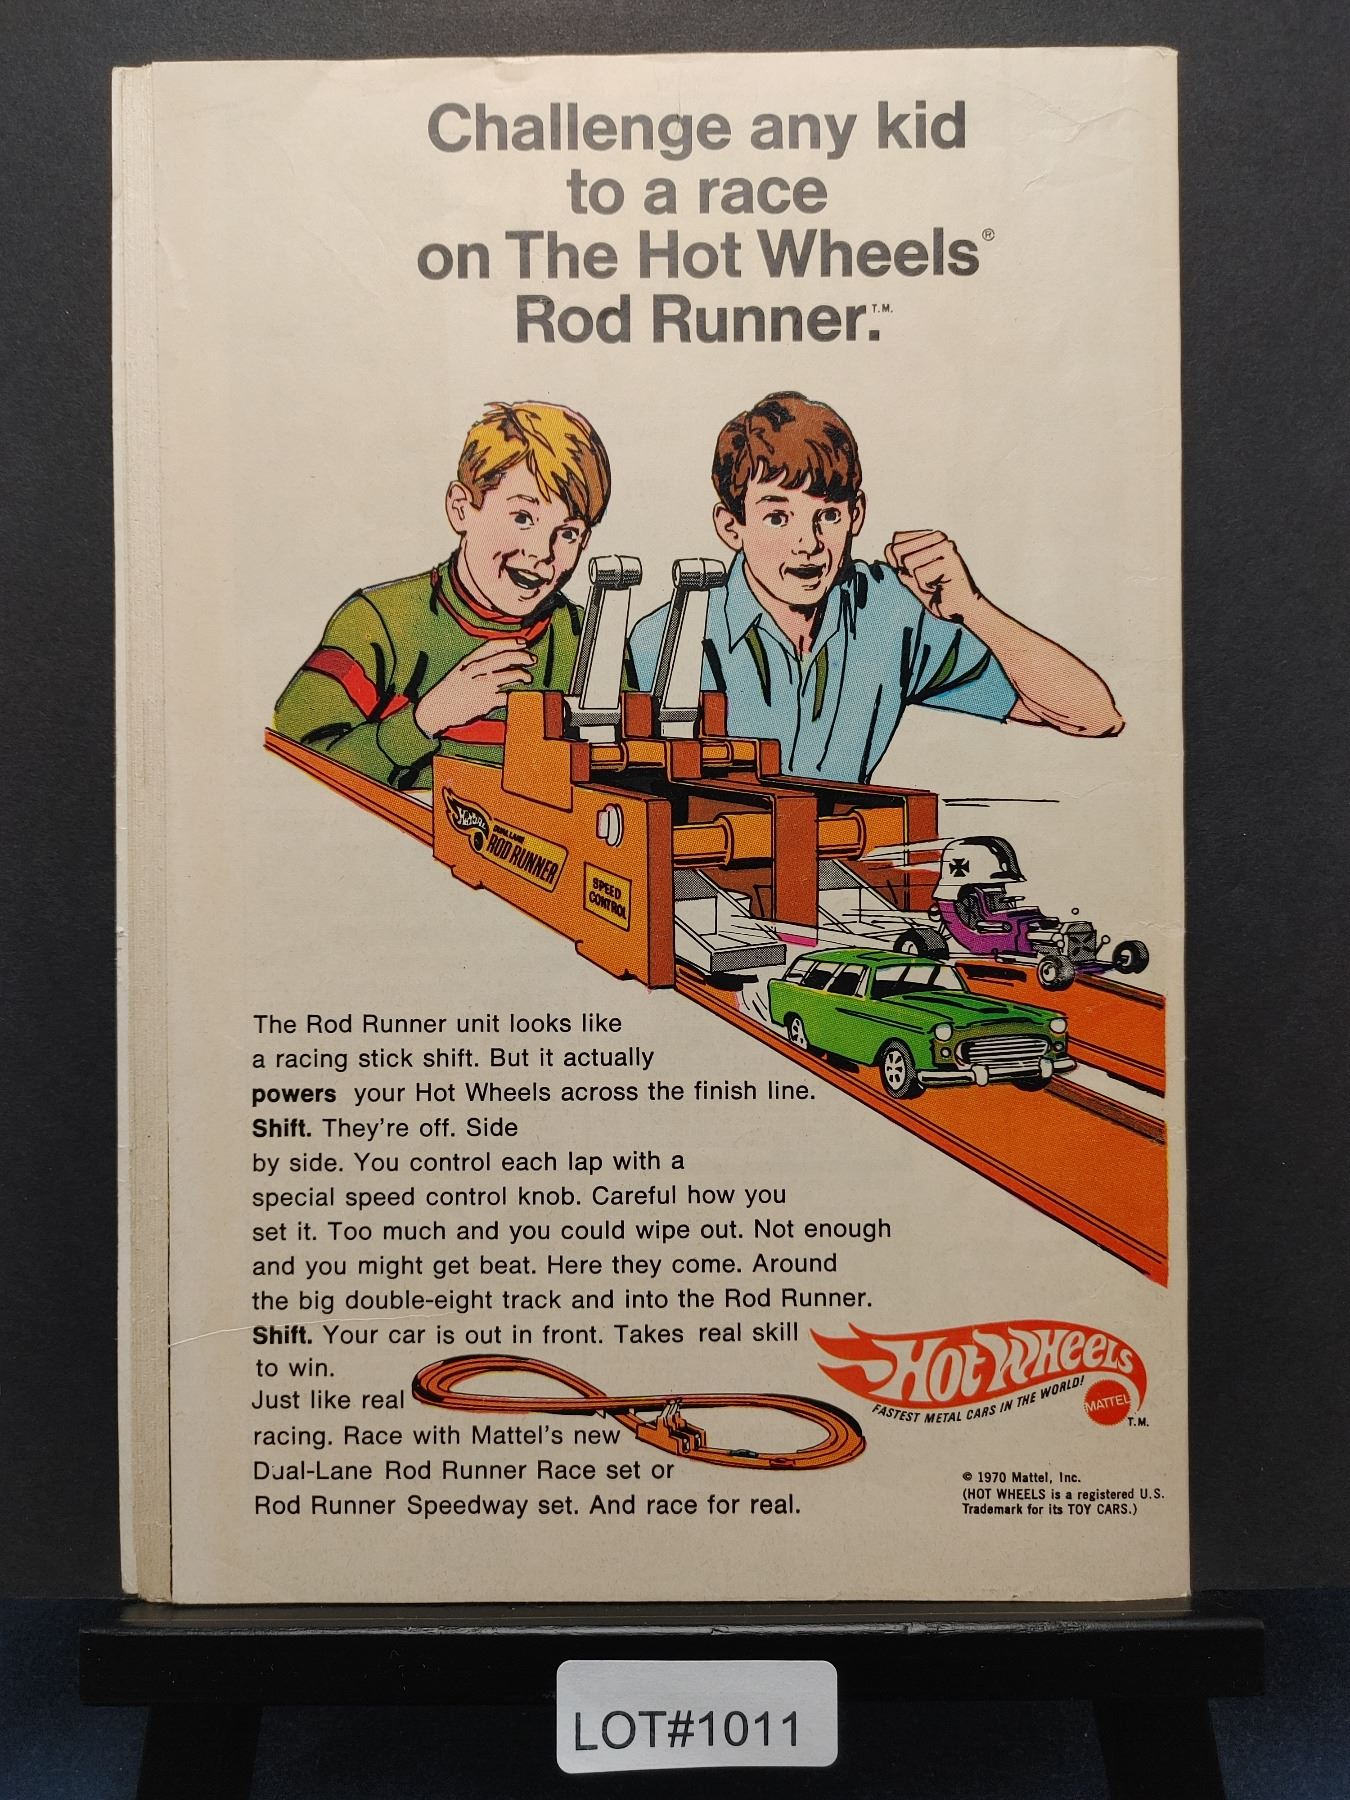 Challenge any kid
to a race
on The Hot Wheels®
Rod Runner.T.M.
HOT WHEELS
DUAL LANE
ROD RUNNER
SPEED
CONTROL
The Rod Runner unit looks like
a racing stick shift. But it actually
powers your Hot Wheels across the finish line.
Shift. They're off. Side
by side. You control each lap with a
special speed control knob. Careful how you
set it. Too much and you could wipe out. Not enough
and you might get beat. Here they come. Around
the big double-eight track and into the Rod Runner.
Shift. Your car is out in front. Takes real skill
to win.
Just like real
racing. Race with Mattel's new
Dual-Lane Rod Runner Race set or
Rod Runner Speedway set. And race for real.
HOT WHEELS
FASTEST METAL CARS IN THE WORLD!
MATTEL
T.M.
© 1970 Mattel, Inc.
(HOT WHEELS is a registered U.S.
Trademark for its TOY CARS.)
LOT#1011